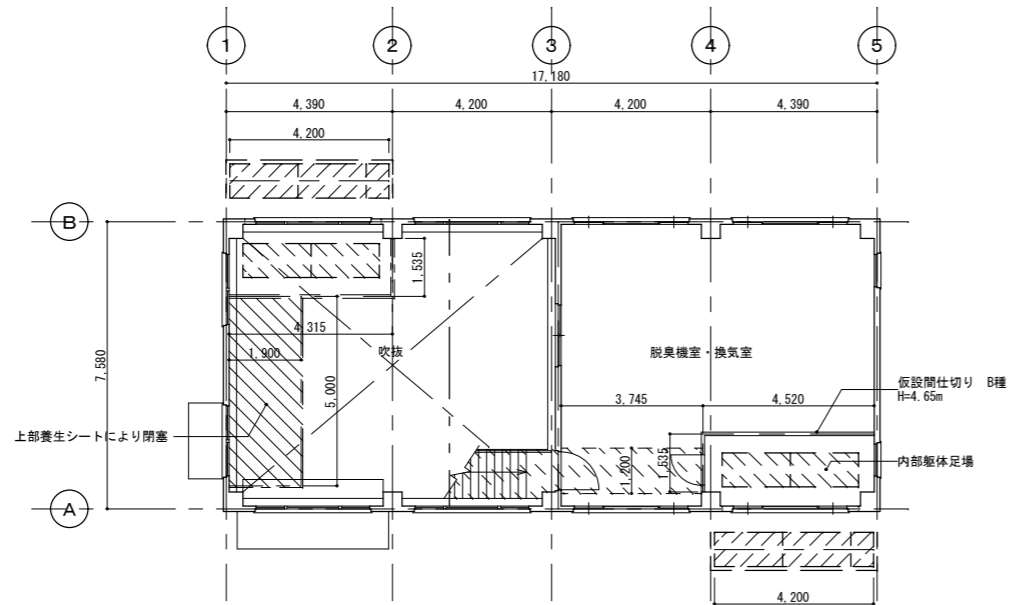 1
2
3
4
5
17,180
4,390
4,200
4,200
4,390
4,200
B
1,535
7,580
4,315
吹抜
脱臭機室・換気室
1,900
5,000
仮設間仕切り B種
H=4.65m
3,745
4,520
上部養生シートにより閉塞
1,200
1,535
内部躯体足場
A
4,200